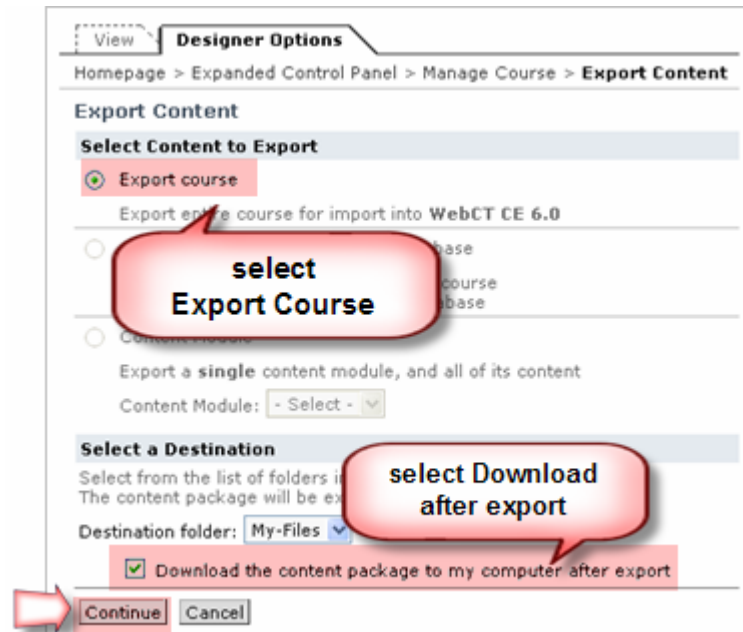 View Designer Options
Homepage > Expanded Control Panel > Manage Course > Export Content
Export Content
Select Content to Export
Export course
Export entire course for import into WebCT CE 6.0
base
select
Export Course
course
base
Content Module
Export a single content module, and all of its content
Content Module: - Select -
Select a Destination
Select from the list of folders
The content package will be
select Download
after export
Destination folder: My-Files
Download the content package to my computer after export
Continue Cancel